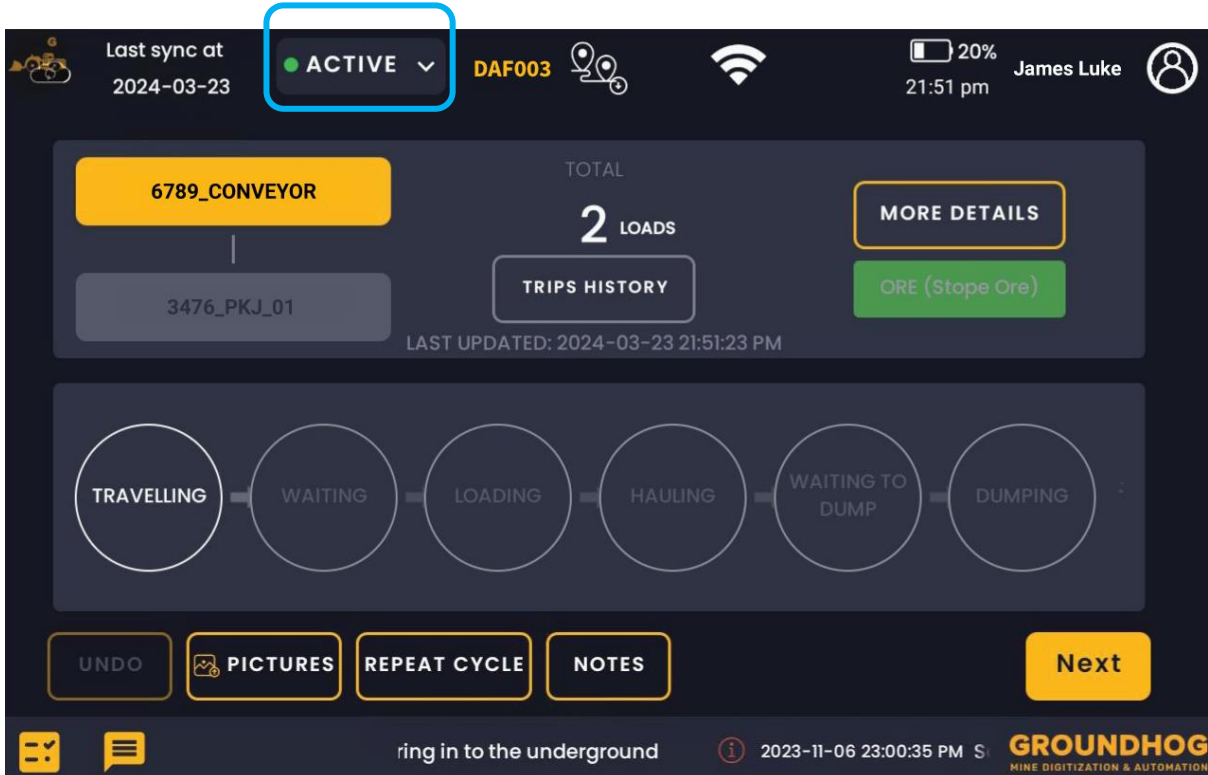 G
Last sync at
2024-03-23
ACTIVE
DAF003
20%
21:51 pm
James Luke
6789_CONVEYOR
3476_PKJ_01
TOTAL
2 LOADS
TRIPS HISTORY
LAST UPDATED: 2024-03-23 21:51:23 PM
MORE DETAILS
ORE (Stope Ore)
TRAVELLING
WAITING
LOADING
HAULING
WAITING TO
DUMP
DUMPING
UNDO
PICTURES
REPEAT CYCLE
NOTES
Next
ring in to the underground
2023-11-06 23:00:35 PM S
GROUNDHOG
MINE DIGITIZATION & AUTOMATION